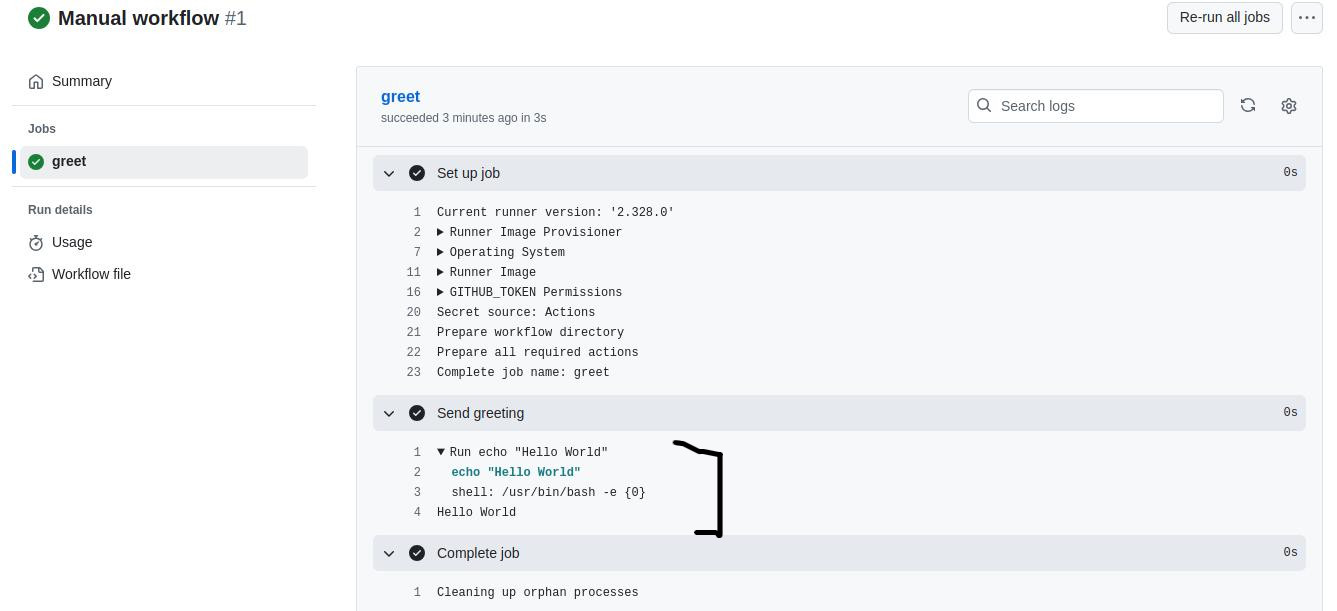 Manual workflow #1
Re-run all jobs
Summary
Jobs
greet
Run details
Usage
Workflow file
greet
succeeded 3 minutes ago in 3s
Search logs
Set up job 0s
1 Current runner version: '2.328.0'
2 Runner Image Provisioner
7 Operating System
11 Runner Image
16 GITHUB_TOKEN Permissions
20 Secret source: Actions
21 Prepare workflow directory
22 Prepare all required actions
23 Complete job name: greet
Send greeting 0s
1 Run echo "Hello World"
2 echo "Hello World"
3 shell: /usr/bin/bash -e {0}
4 Hello World
Complete job 0s
1 Cleaning up orphan processes